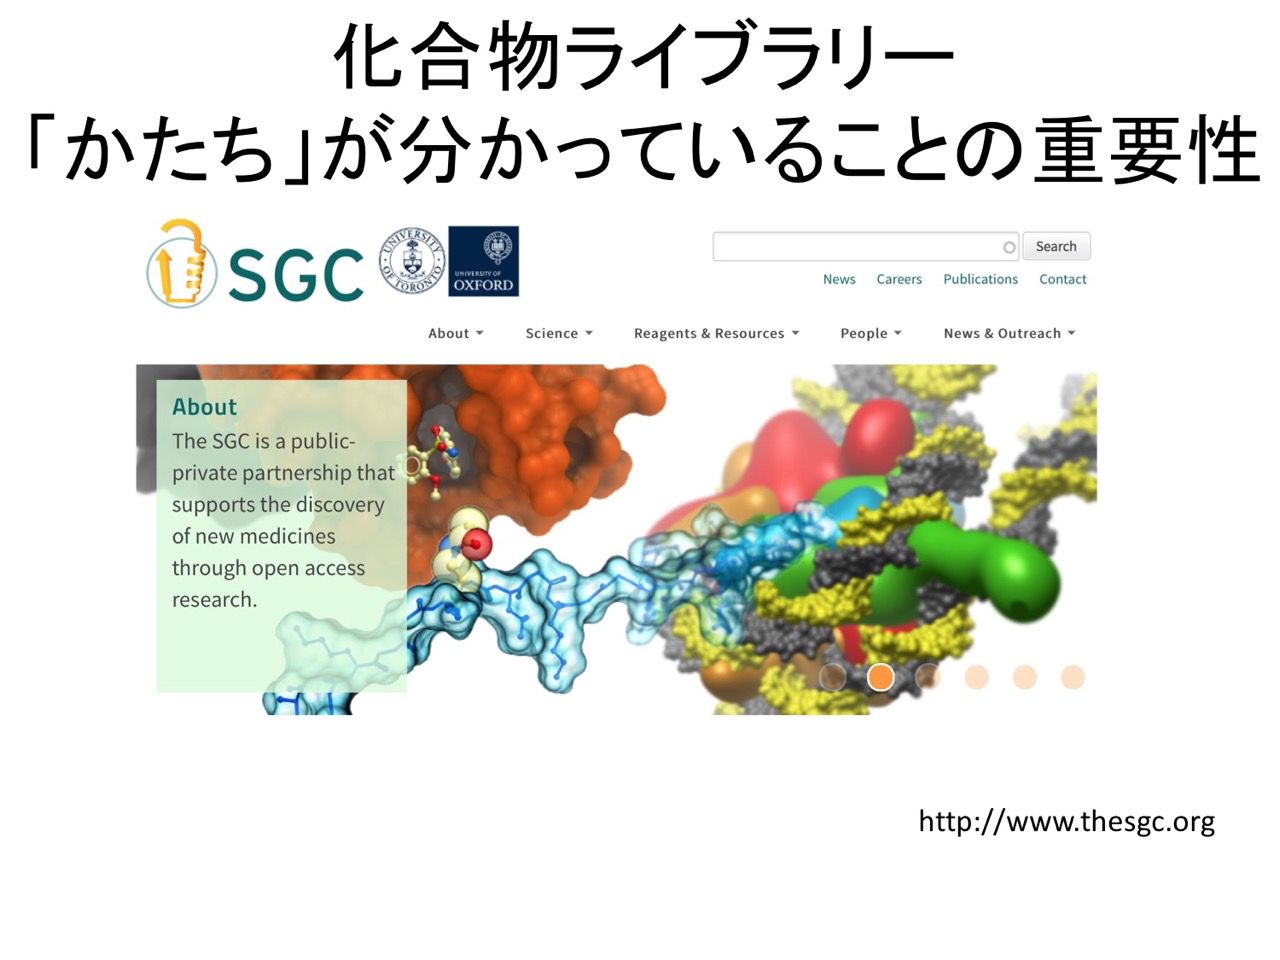 化合物ライブラリー
「かたち」が分かっていることの重要性
SGC
UNIVERSITY OF TORONTO
UNIVERSITY OF
OXFORD
Search
News Careers Publications Contact
About Science Reagents & Resources People News & Outreach
About
The SGC is a public-
private partnership that
supports the discovery
of new medicines
through open access
research.
http://www.thesgc.org